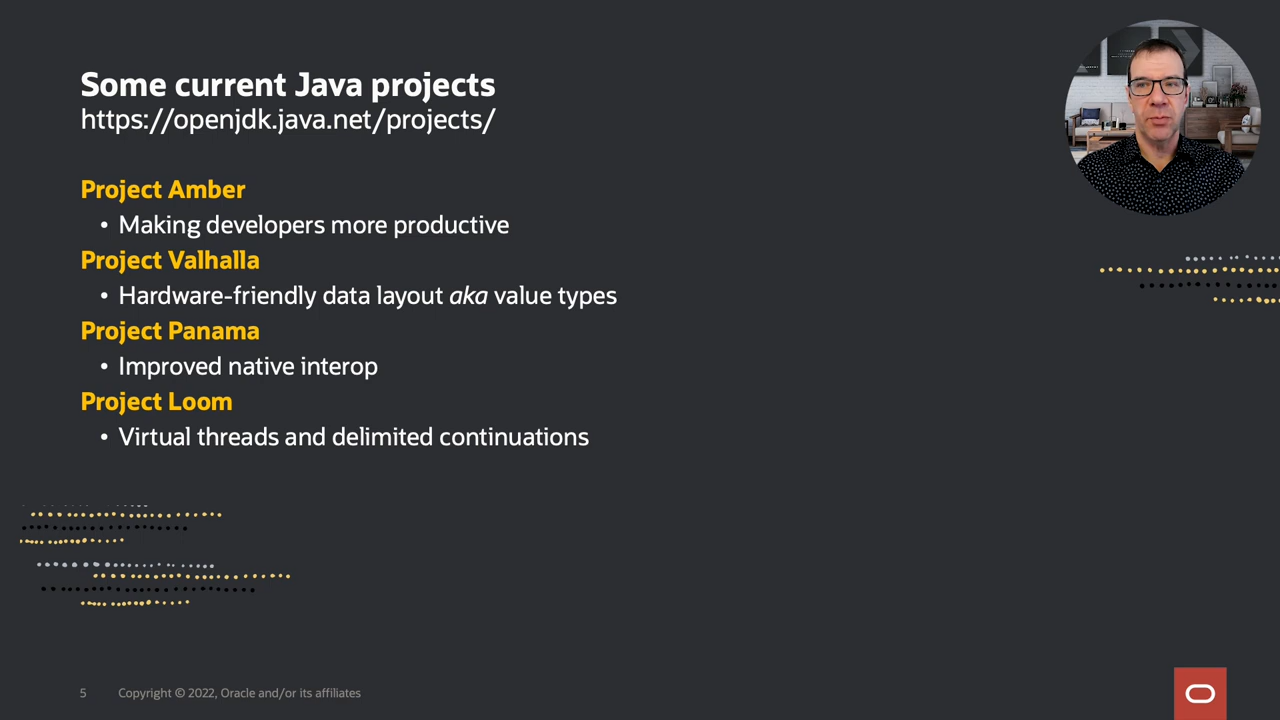 Some current Java projects
https://openjdk.java.net/projects/
Project Amber
• Making developers more productive
Project Valhalla
• Hardware-friendly data layout aka value types
Project Panama
• Improved native interop
Project Loom
• Virtual threads and delimited continuations
5 Copyright © 2022, Oracle and/or its affiliates